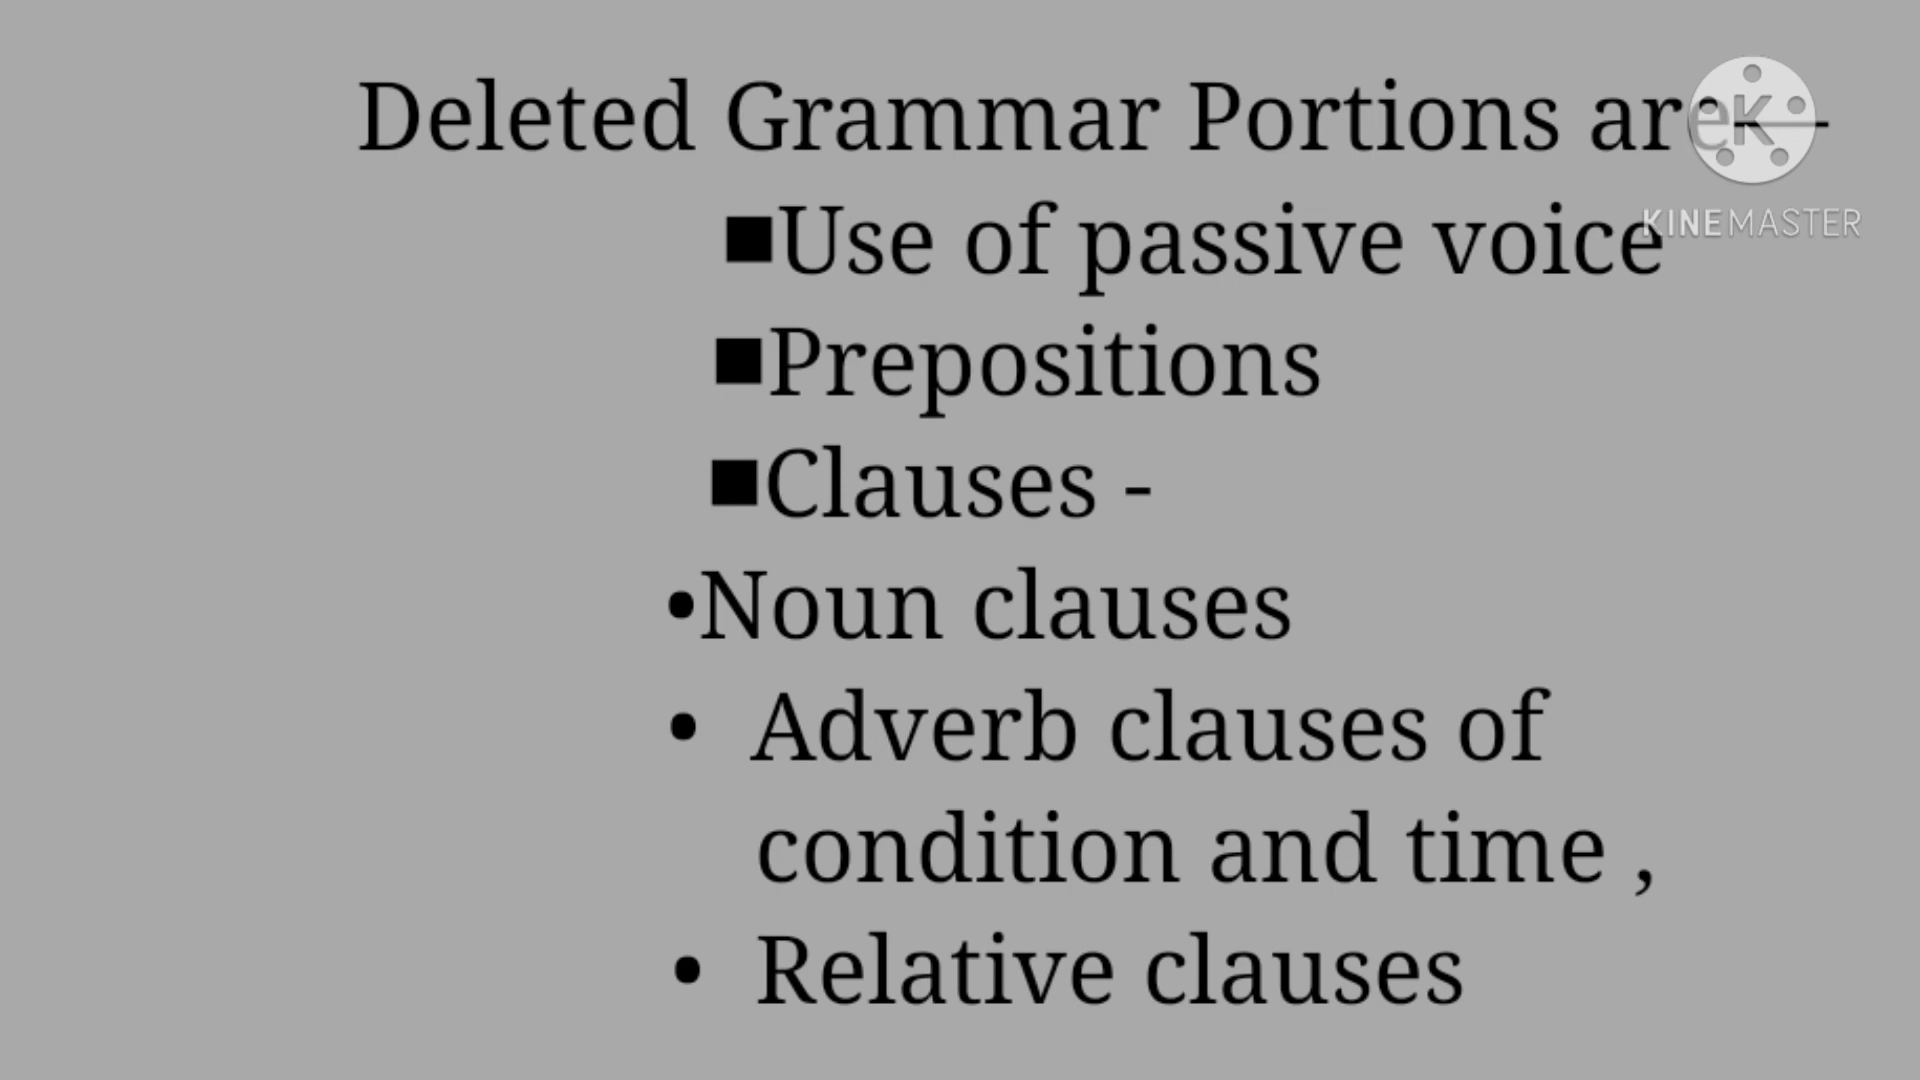 Deleted Grammar Portions are —
■Use of passive voice
KINEMASTER
■Prepositions
■Clauses -
•Noun clauses
• Adverb clauses of
condition and time ,
• Relative clauses